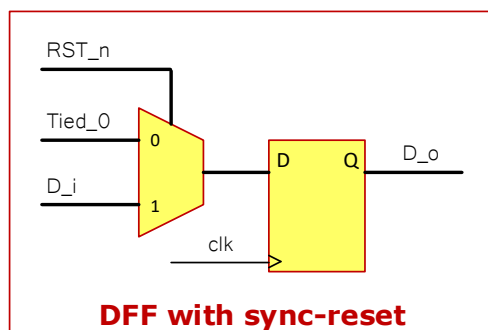 RST_n
Tied_0
0
D_i
1
D
Q
D_o
clk
DFF with sync-reset